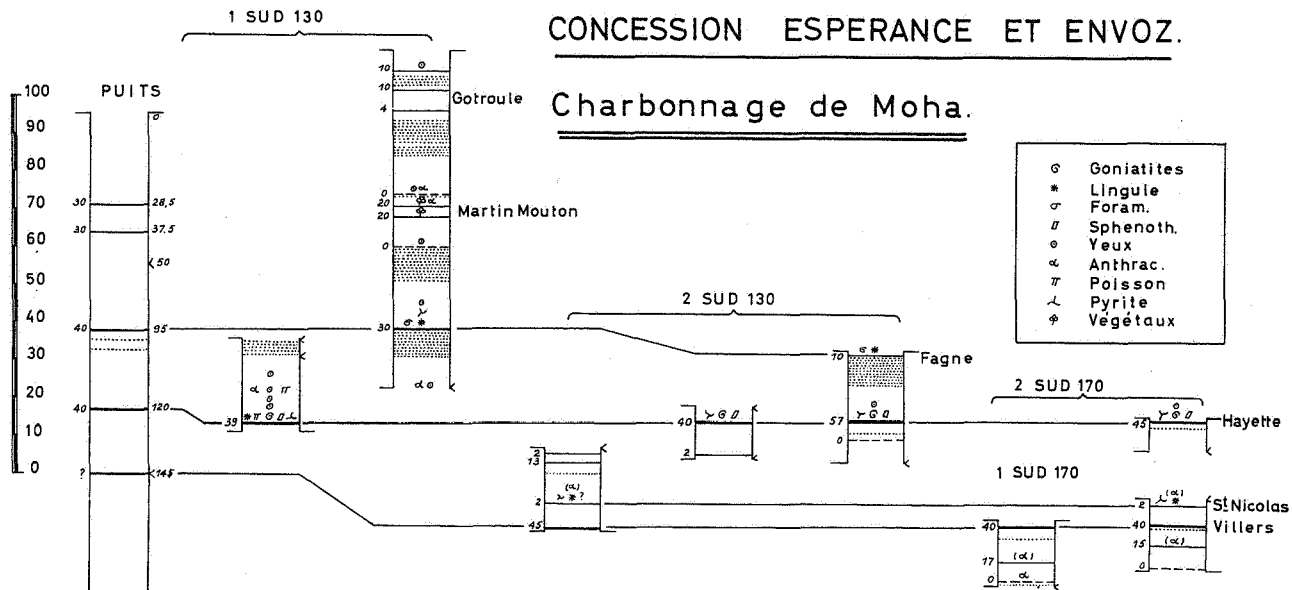 CONCESSION ESPERANCE ET ENVOZ.
Charbonnage de Moha.
1 SUD 130
PUITS
100
90
80
70
60
50
40
30
20
10
0
0
30 28,5
30 37,5
50
40 95
40 120
? 145
10
10 Gotroule
4
0
20
20 Martin Mouton
0
30
39
2 SUD 130
10 Fagne
40
2
57
0
2 SUD 170
45 Hayette
2
13
2
45
(α)
*?
1 SUD 170
40
17 (α)
0 α
(α)
2 St Nicolas
40 Villers
15 (α)
0
Goniatites
* Lingule
Foram.
Sphenoth.
Yeux
α Anthrac.
π Poisson
Pyrite
Végétaux